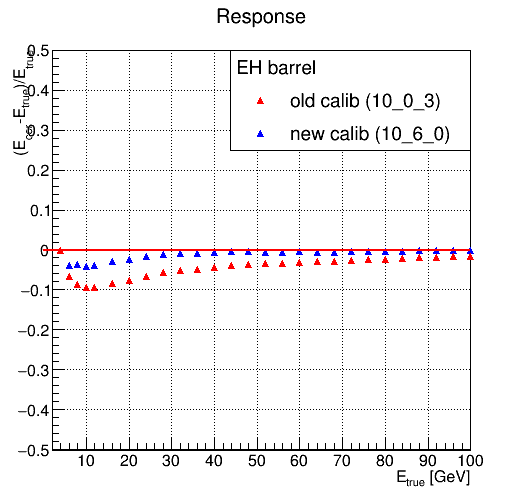 Response
(E_cor-E_true)/E_true
0.5
0.4
0.3
0.2
0.1
0
−0.1
−0.2
−0.3
−0.4
−0.5
EH barrel
old calib (10_0_3)
new calib (10_6_0)
10 20 30 40 50 60 70 80 90 100
E_true [GeV]